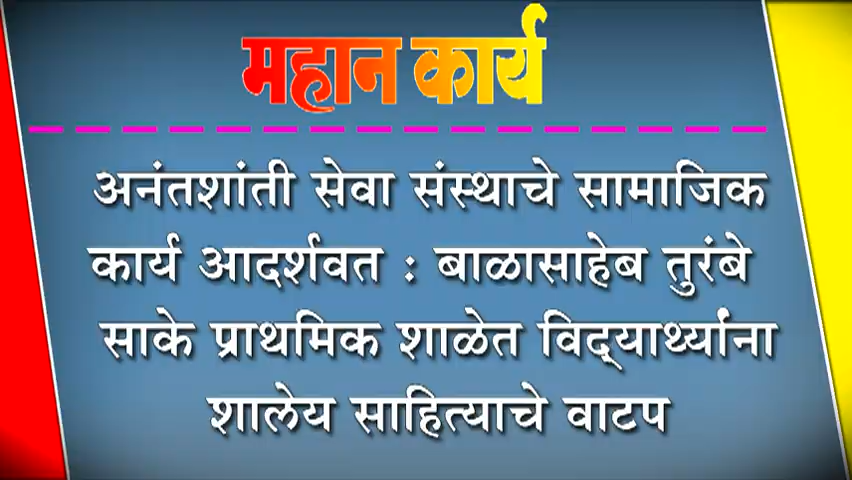 महान कार्य
अनंतशांती सेवा संस्थाचे सामाजिक
कार्य आदर्शवत : बाळासाहेब तुरंबे
साके प्राथमिक शाळेत विद्‌यार्थ्यांना
शालेय साहित्याचे वाटप